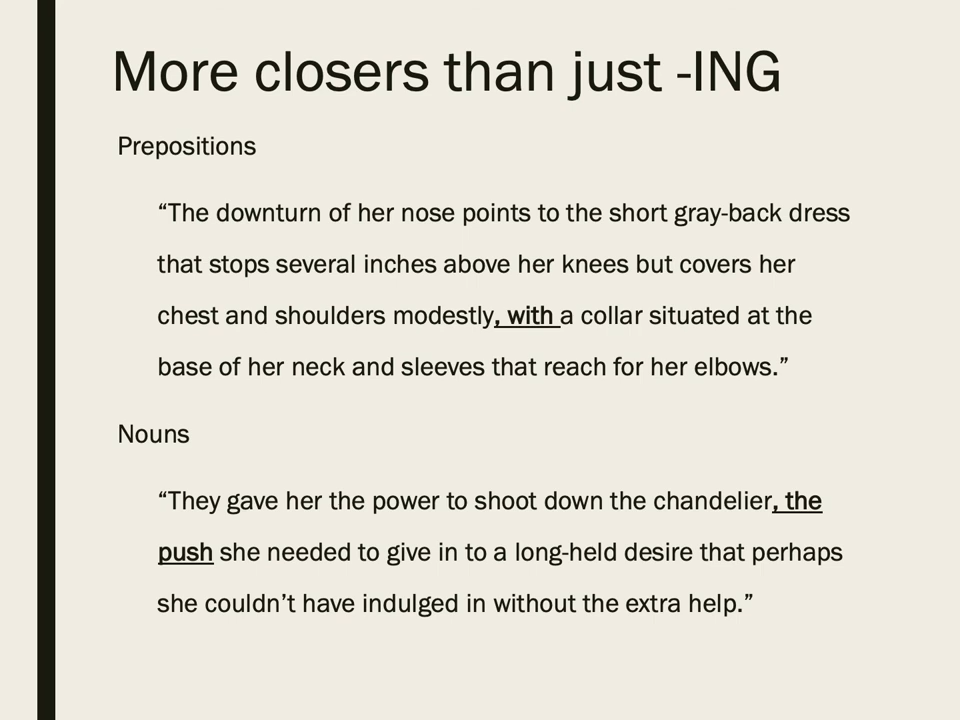 More closers than just -ING
Prepositions
“The downturn of her nose points to the short gray-back dress
that stops several inches above her knees but covers her
chest and shoulders modestly, with a collar situated at the
base of her neck and sleeves that reach for her elbows.”
Nouns
“They gave her the power to shoot down the chandelier, the
push she needed to give in to a long-held desire that perhaps
she couldn’t have indulged in without the extra help.”